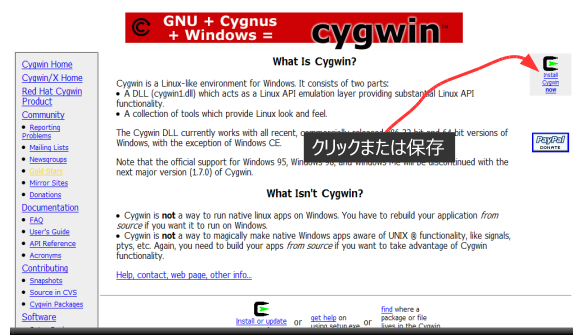 © GNU + Cygnus
+ Windows = cygwin™
Cygwin Home
Cygwin/X Home
Red Hat Cygwin
Product
Community
• Reporting
Problems
• Mailing Lists
• Newsgroups
• Gold Stars
• Mirror Sites
• Donations
Documentation
• FAQ
• User's Guide
• API Reference
• Acronyms
Contributing
• Snapshots
• Source in CVS
• Cygwin Packages
Software
What Is Cygwin?
Cygwin is a Linux-like environment for Windows. It consists of two parts:
• A DLL (cygwin1.dll) which acts as a Linux API emulation layer providing substantial Linux API
functionality.
• A collection of tools which provide Linux look and feel.
The Cygwin DLL currently works with all recent, commercially released x86 32 bit and 64 bit versions of
Windows, with the exception of Windows CE.
クリックまたは保存
Note that the official support for Windows 95, Windows 98, and Windows Me will be discontinued with the
next major version (1.7.0) of Cygwin.
What Isn't Cygwin?
• Cygwin is not a way to run native linux apps on Windows. You have to rebuild your application from
source if you want it to run on Windows.
• Cygwin is not a way to magically make native Windows apps aware of UNIX ® functionality, like signals,
ptys, etc. Again, you need to build your apps from source if you want to take advantage of Cygwin
functionality.
Help, contact, web page, other info...
Install or update or get help on
using setup.exe or find where a
package or file
lives in the Cygwin
Install
Cygwin
now
PayPal
DONATE